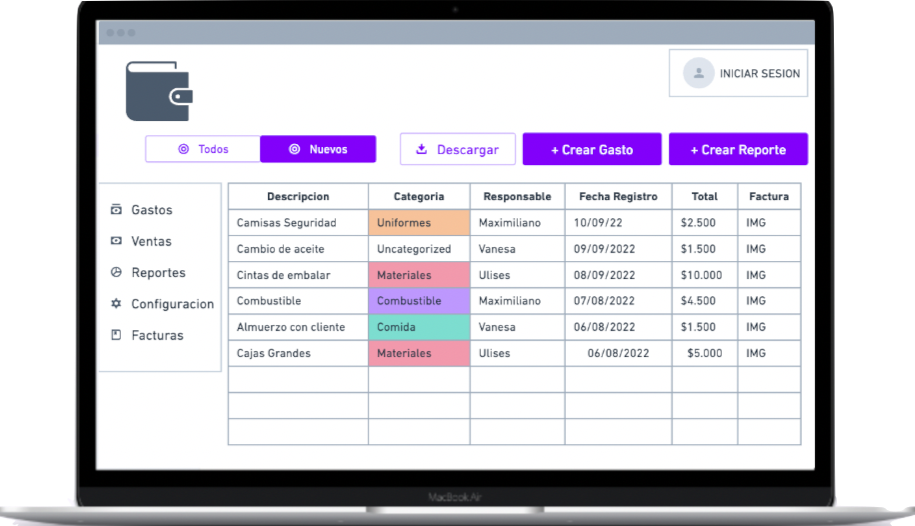 INICIAR SESION
Todos Nuevos Descargar + Crear Gasto + Crear Reporte
Gastos
Ventas
Reportes
Configuracion
Facturas
Descripcion Categoria Responsable Fecha Registro Total Factura
Camisas Seguridad Uniformes Maximiliano 10/09/22 $2.500 IMG
Cambio de aceite Uncategorized Vanesa 09/09/2022 $1.500 IMG
Cintas de embalar Materiales Ulises 08/09/2022 $10.000 IMG
Combustible Combustible Maximiliano 07/08/2022 $4.500 IMG
Almuerzo con cliente Comida Vanesa 06/08/2022 $1.500 IMG
Cajas Grandes Materiales Ulises 06/08/2022 $5.000 IMG
MacBook Air